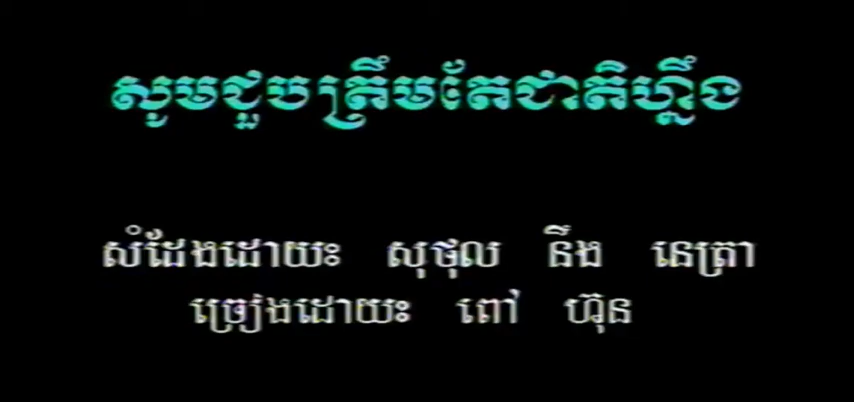 សូមជួបត្រឹមតែជាតិហ្នឹង
សំដែងដោយះ សុថុល នឹង នេត្រា
ច្រៀងដោយះ ពៅ ហ៊ុន